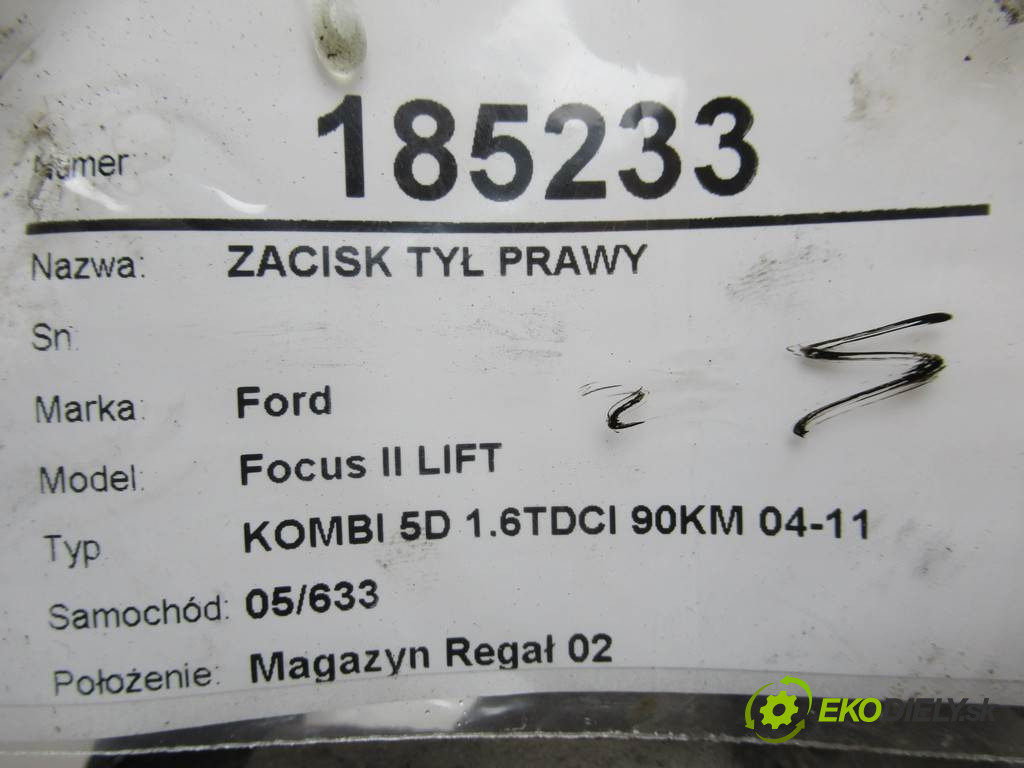 Numer 185233
Nazwa: ZACISK TYŁ PRAWY
Sn:
Marka: Ford
Model: Focus II LIFT
Typ KOMBI 5D 1.6TDCI 90KM 04-11
Samochód: 05/633
Położenie: Magazyn Regał 02
EKODIELY.sk